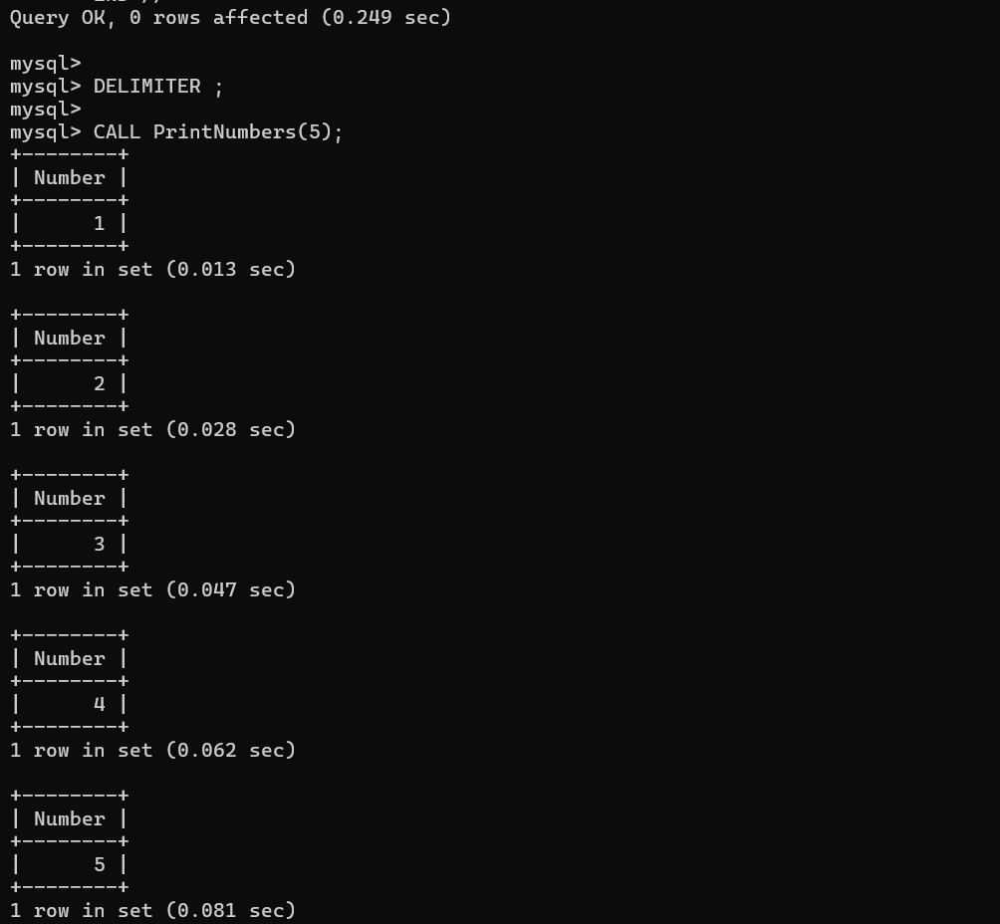 Query OK, 0 rows affected (0.249 sec)
mysql>
mysql> DELIMITER ;
mysql>
mysql> CALL PrintNumbers(5);
+--------+
| Number |
+--------+
|      1 |
+--------+
1 row in set (0.013 sec)
+--------+
| Number |
+--------+
|      2 |
+--------+
1 row in set (0.028 sec)
+--------+
| Number |
+--------+
|      3 |
+--------+
1 row in set (0.047 sec)
+--------+
| Number |
+--------+
|      4 |
+--------+
1 row in set (0.062 sec)
+--------+
| Number |
+--------+
|      5 |
+--------+
1 row in set (0.081 sec)